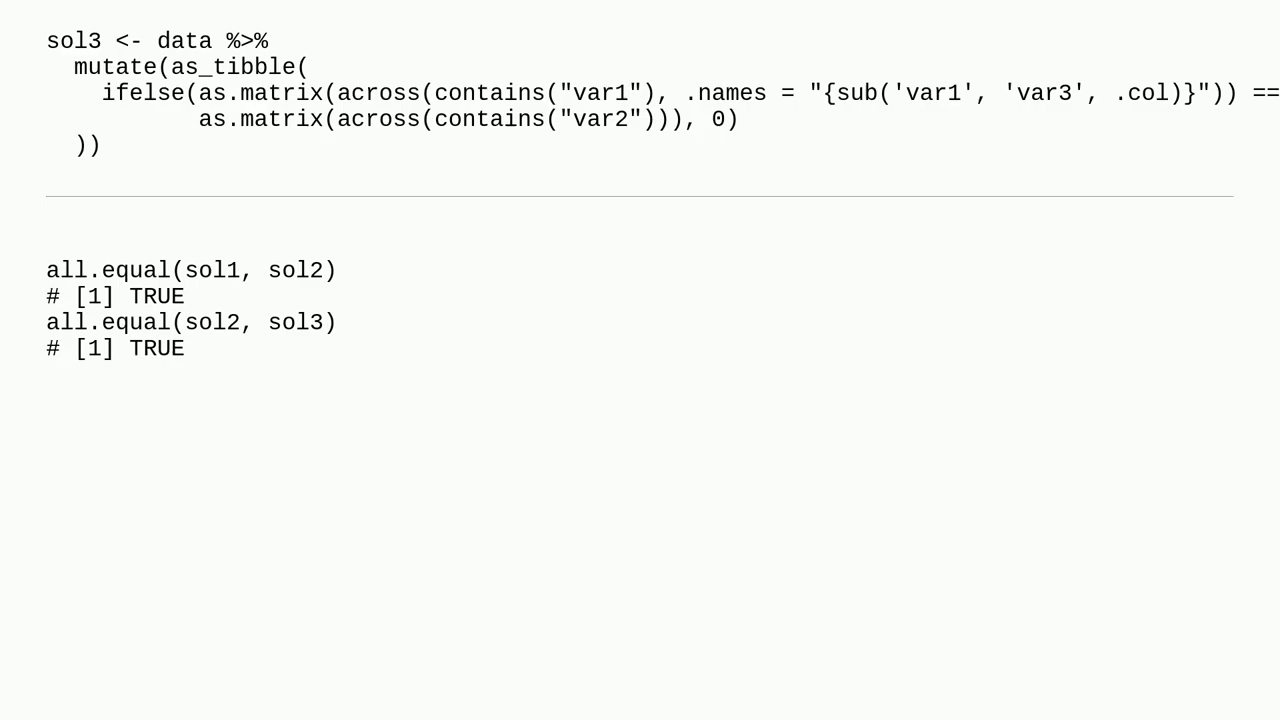 sol3 <- data %>%
  mutate(as_tibble(
    ifelse(as.matrix(across(contains("var1"), .names = "{sub('var1', 'var3', .col)}")) ==
           as.matrix(across(contains("var2"))), 0)
  ))
all.equal(sol1, sol2)
# [1] TRUE
all.equal(sol2, sol3)
# [1] TRUE